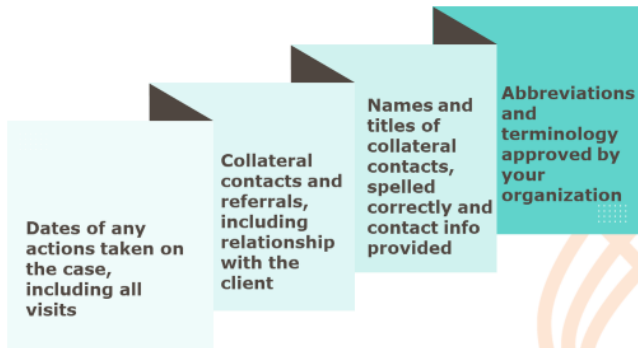 Dates of any
actions taken on
the case,
including all
visits
Collateral
contacts and
referrals,
including
relationship
with the
client
Names and
titles of
collateral
contacts,
spelled
correctly and
contact info
provided
Abbreviations
and
terminology
approved by
your
organization